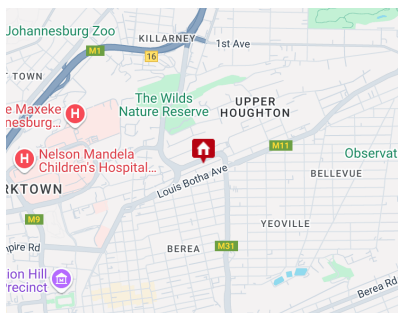 Johannesburg Zoo
KILLARNEY
1st Ave
M1
16
T TOWN
The Wilds
Nature Reserve
UPPER
HOUGHTON
e Maxeke
nesburg...
H
M11
Nelson Mandela
Children's Hospital...
H
Observat
BELLEVUE
RKTOWN
Louis Botha Ave
M9
YEOVILLE
mpire Rd
BEREA
M31
ion Hill
Precinct
Berea Rd